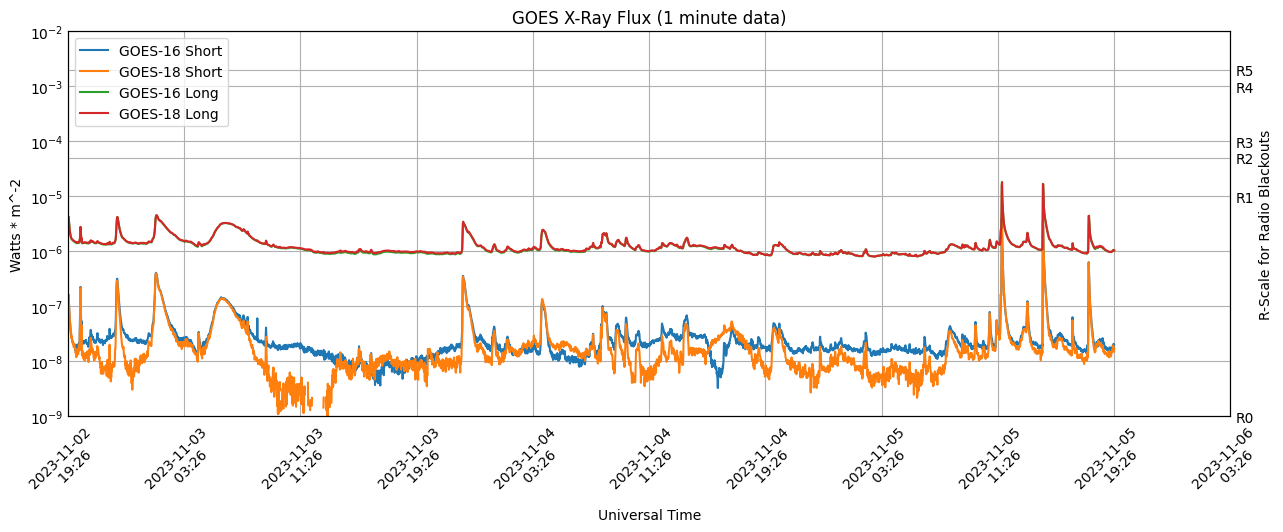 GOES X-Ray Flux (1 minute data)
GOES-16 Short
GOES-18 Short
GOES-16 Long
GOES-18 Long
Watts * m^-2
10^-2
10^-3
10^-4
10^-5
10^-6
10^-7
10^-8
10^-9
R5
R4
R3
R2
R1
R0
R-Scale for Radio Blackouts
2023-11-02
19:26
2023-11-03
03:26
2023-11-03
11:26
2023-11-03
19:26
2023-11-04
03:26
2023-11-04
11:26
2023-11-04
19:26
2023-11-05
03:26
2023-11-05
11:26
2023-11-05
19:26
2023-11-06
03:26
Universal Time